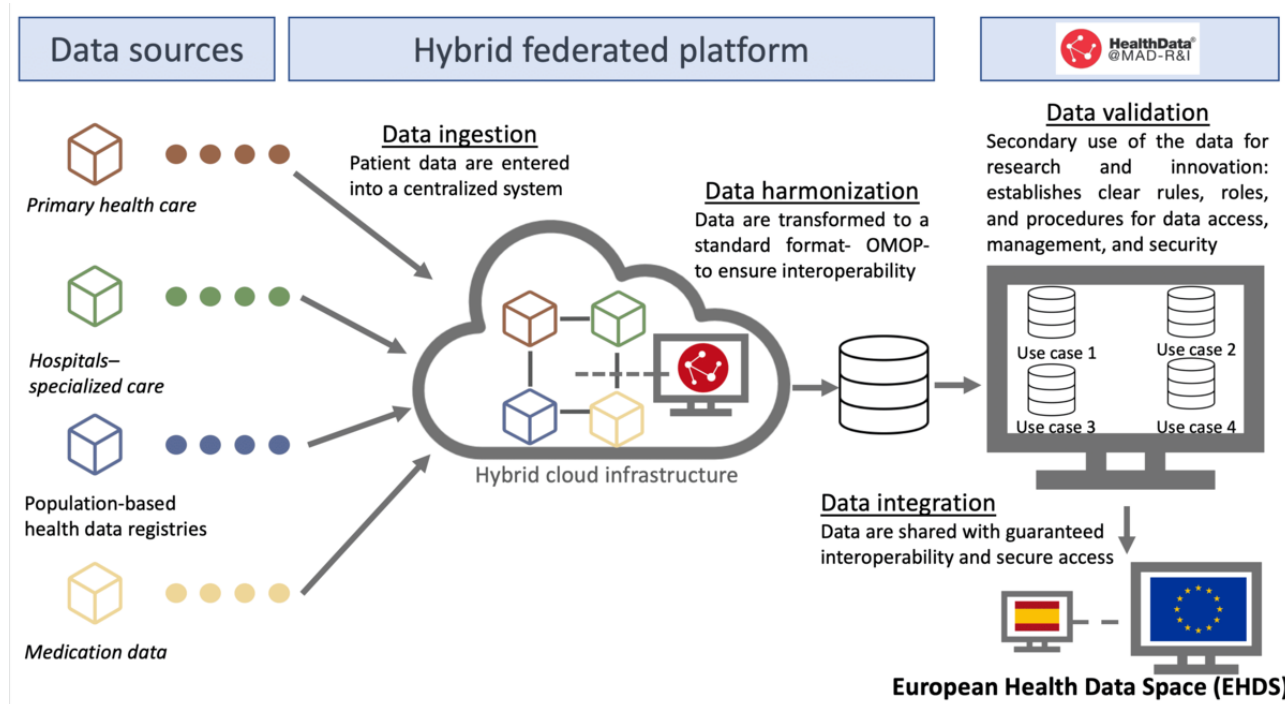 Data sources
Hybrid federated platform
HealthData®
@MAD-R&I
Primary health care
Hospitals–
specialized care
Population-based
health data registries
Medication data
Data ingestion
Patient data are entered
into a centralized system
Hybrid cloud infrastructure
Data harmonization
Data are transformed to a
standard format- OMOP-
to ensure interoperability
Data validation
Secondary use of the data for
research and innovation:
establishes clear rules, roles,
and procedures for data access,
management, and security
Use case 1
Use case 2
Use case 3
Use case 4
Data integration
Data are shared with guaranteed
interoperability and secure access
European Health Data Space (EHDS)